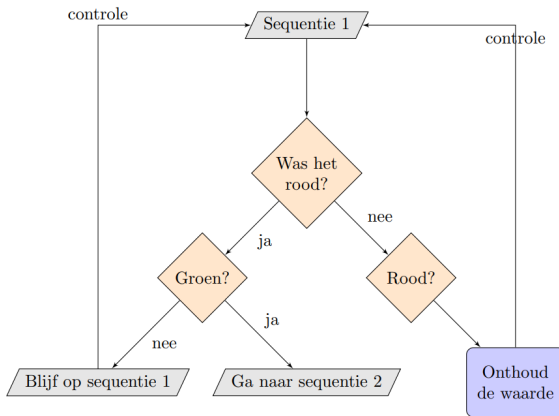 controle
Sequentie 1
controle
Was het
rood?
ja
nee
Groen?
Rood?
nee
ja
Blijf op sequentie 1
Ga naar sequentie 2
Onthoud
de waarde